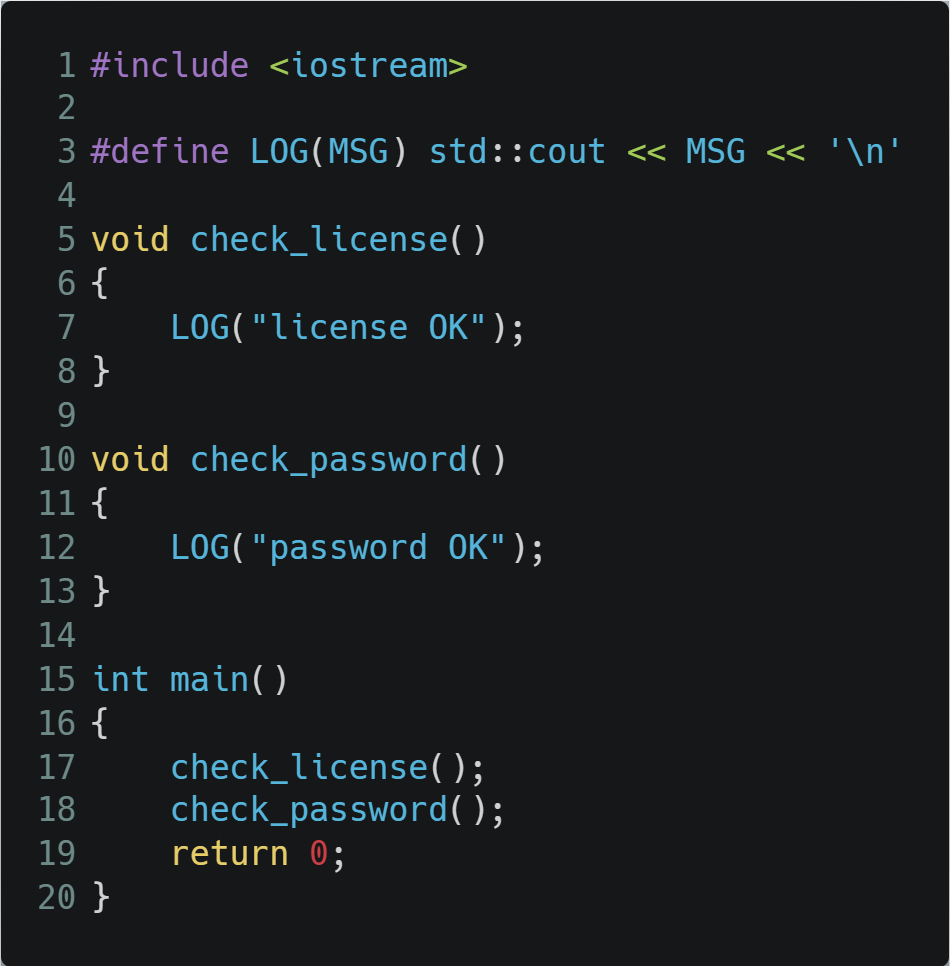 1 #include <iostream>
2
3 #define LOG(MSG) std::cout << MSG << '\n'
4
5 void check_license()
6 {
7     LOG("license OK");
8 }
9
10 void check_password()
11 {
12     LOG("password OK");
13 }
14
15 int main()
16 {
17     check_license();
18     check_password();
19     return 0;
20 }